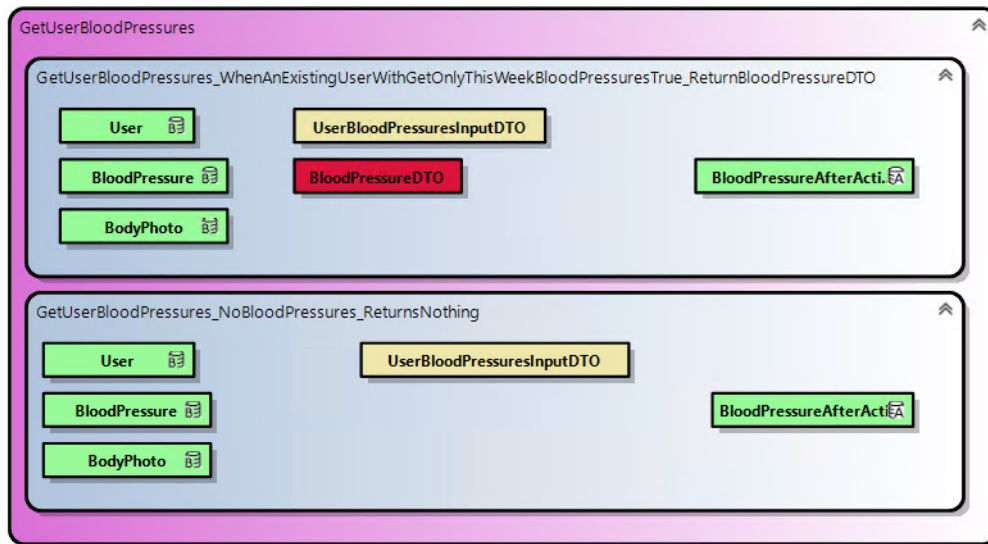 GetUserBloodPressures
GetUserBloodPressures_WhenAnExistingUserWithGetOnlyThisWeekBloodPressuresTrue_ReturnBloodPressureDTO
User
UserBloodPressuresInputDTO
BloodPressure
BloodPressureDTO
BloodPressureAfterActi..
BodyPhoto
GetUserBloodPressures_NoBloodPressures_ReturnsNothing
User
UserBloodPressuresInputDTO
BloodPressure
BloodPressureAfterActi
BodyPhoto